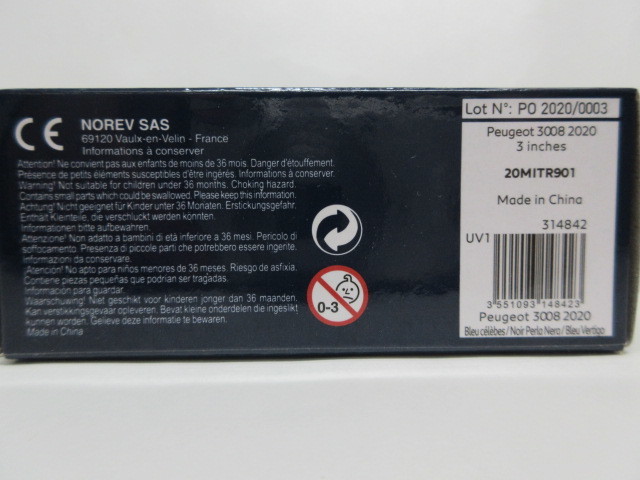 CE
NOREV SAS
69120 Vaulx-en-Velin - France
Informations à conserver
Attention! Ne convient pas aux enfants de moins de 36 mois. Danger d'étouffement.
Présence de petits éléments susceptibles d'être ingérés. Informations à conserver.
Warning! Not suitable for children under 36 months. Choking hazard.
Contains small parts which could be swallowed. Please keep this information.
Achtung! Nicht geeignet für Kinder unter 36 Monaten. Erstickungsgefahr.
Enthält Kleinteile, die verschluckt werden könnten.
Informationen bitte aufbewahren.
Attenzione! Non adatto a bambini di età inferiore a 36 mesi. Pericolo di
soffocamento. Presenza di piccole parti che potrebbero essere ingerite.
Informazioni da conservare.
Atención! No apto para niños menores de 36 meses. Riesgo de asfixia.
Contiene piezas pequeñas que podrian ser tragadas.
Información para guardar.
Waarschuwing! Niet geschikt voor kinderen jonger dan 36 maanden.
Kan verstikkingsgevaar opleveren. Bevat kleine onderdelen die ingeslikt
kunnen worden. Gelieve deze informatie te bewaren.
Made in China
0-3
Lot N°: PO 2020/0003
Peugeot 3008 2020
3 inches
20MITR901
Made in China
314842
UV1
3 551093 148423
Peugeot 3008 2020
Bleu célèbes / Noir Perla Nera / Bleu Vertigo